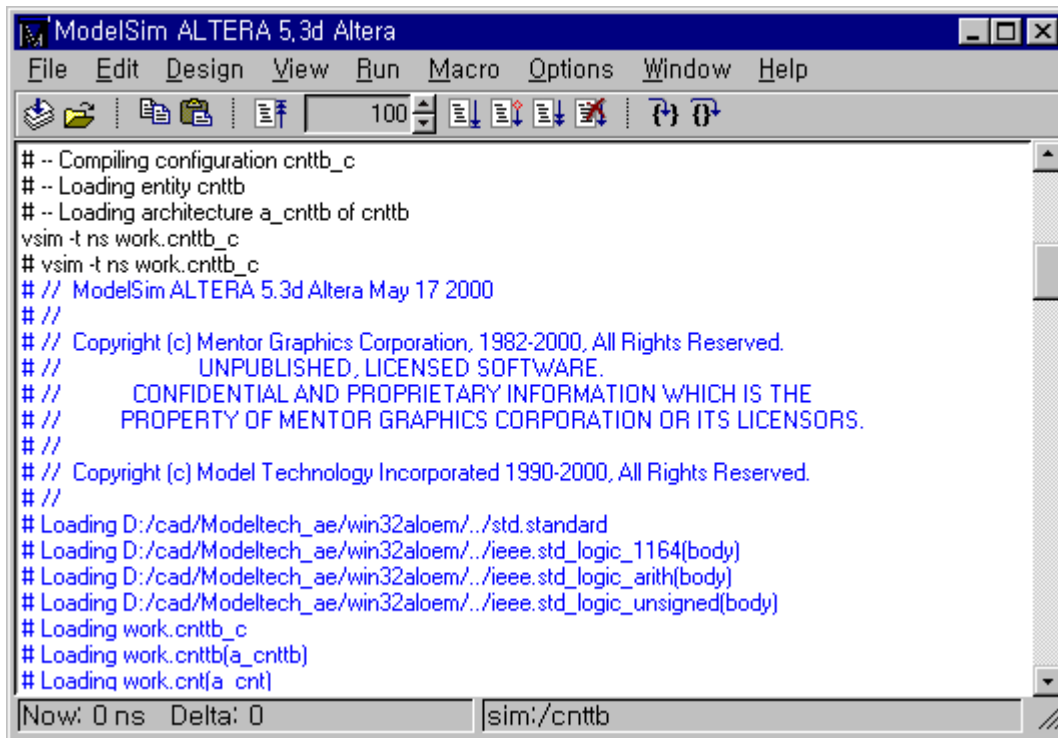 ModelSim ALTERA 5,3d Altera
File Edit Design View Run Macro Options Window Help
100
# -- Compiling configuration cnttb_c
# -- Loading entity cnttb
# -- Loading architecture a_cnttb of cnttb
vsim -t ns work.cnttb_c
# vsim -t ns work.cnttb_c
# // ModelSim ALTERA 5.3d Altera May 17 2000
# //
# // Copyright (c) Mentor Graphics Corporation, 1982-2000, All Rights Reserved.
# // UNPUBLISHED, LICENSED SOFTWARE.
# // CONFIDENTIAL AND PROPRIETARY INFORMATION WHICH IS THE
# // PROPERTY OF MENTOR GRAPHICS CORPORATION OR ITS LICENSORS.
# //
# // Copyright (c) Model Technology Incorporated 1990-2000, All Rights Reserved.
# //
# Loading D:/cad/Modeltech_ae/win32aloem/../std.standard
# Loading D:/cad/Modeltech_ae/win32aloem/../ieee.std_logic_1164(body)
# Loading D:/cad/Modeltech_ae/win32aloem/../ieee.std_logic_arith(body)
# Loading D:/cad/Modeltech_ae/win32aloem/../ieee.std_logic_unsigned(body)
# Loading work.cnttb_c
# Loading work.cnttb(a_cnttb)
# Loading work.cnt(a_cnt)
Now: 0 ns Delta: 0 sim:/cnttb